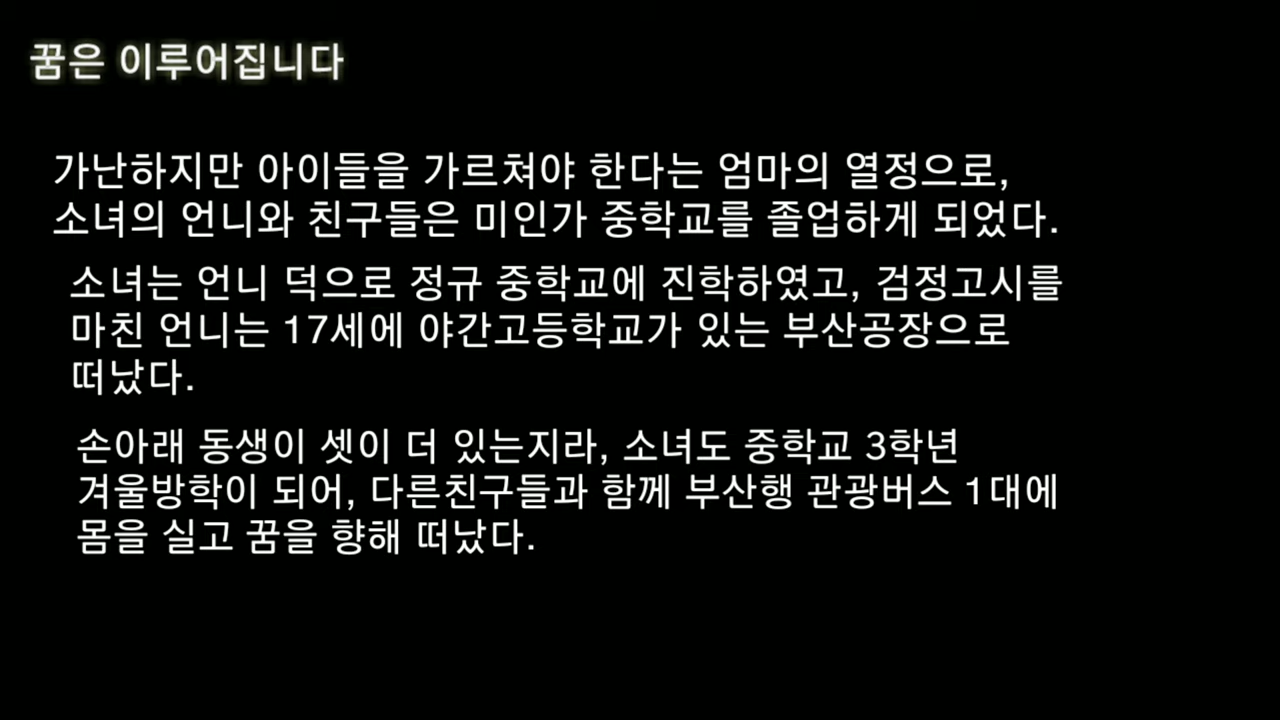 꿈은 이루어집니다
가난하지만 아이들을 가르쳐야 한다는 엄마의 열정으로,
소녀의 언니와 친구들은 미인가 중학교를 졸업하게 되었다.
소녀는 언니 덕으로 정규 중학교에 진학하였고, 검정고시를
마친 언니는 17세에 야간고등학교가 있는 부산공장으로
떠났다.
손아래 동생이 셋이 더 있는지라, 소녀도 중학교 3학년
겨울방학이 되어, 다른친구들과 함께 부산행 관광버스 1대에
몸을 실고 꿈을 향해 떠났다.